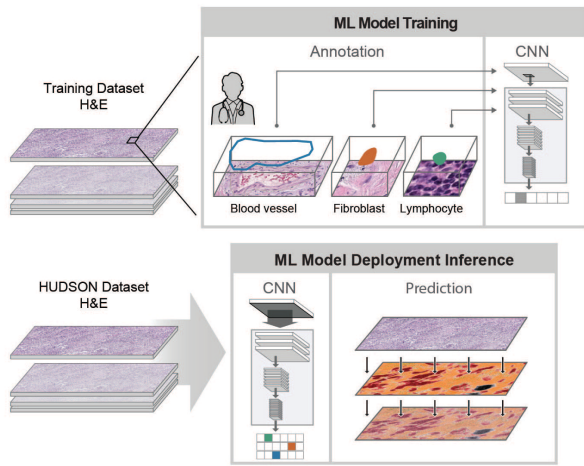 ML Model Training
Annotation
CNN
Training Dataset
H&E
Blood vessel
Fibroblast
Lymphocyte
ML Model Deployment Inference
HUDSON Dataset
H&E
CNN
Prediction